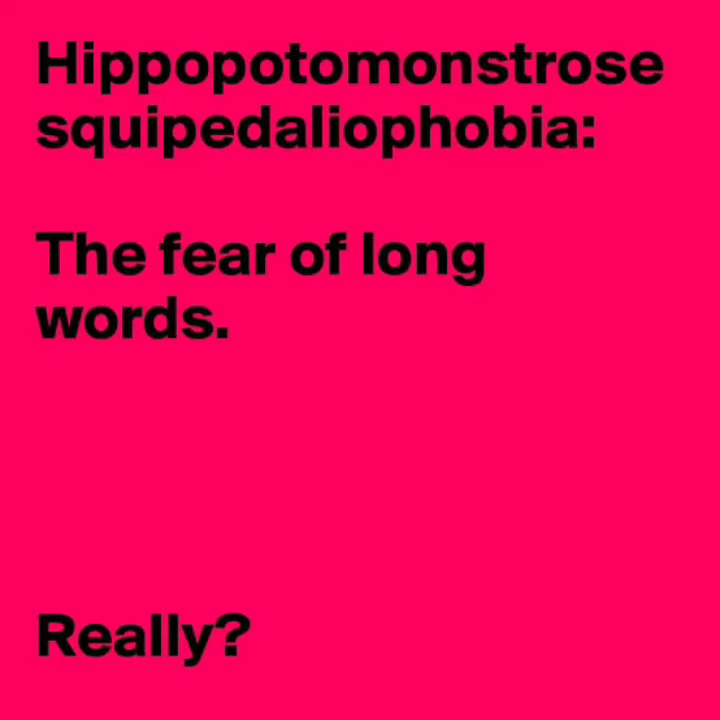 Hippopotomonstrose
squipedaliophobia:
The fear of long
words.
Really?